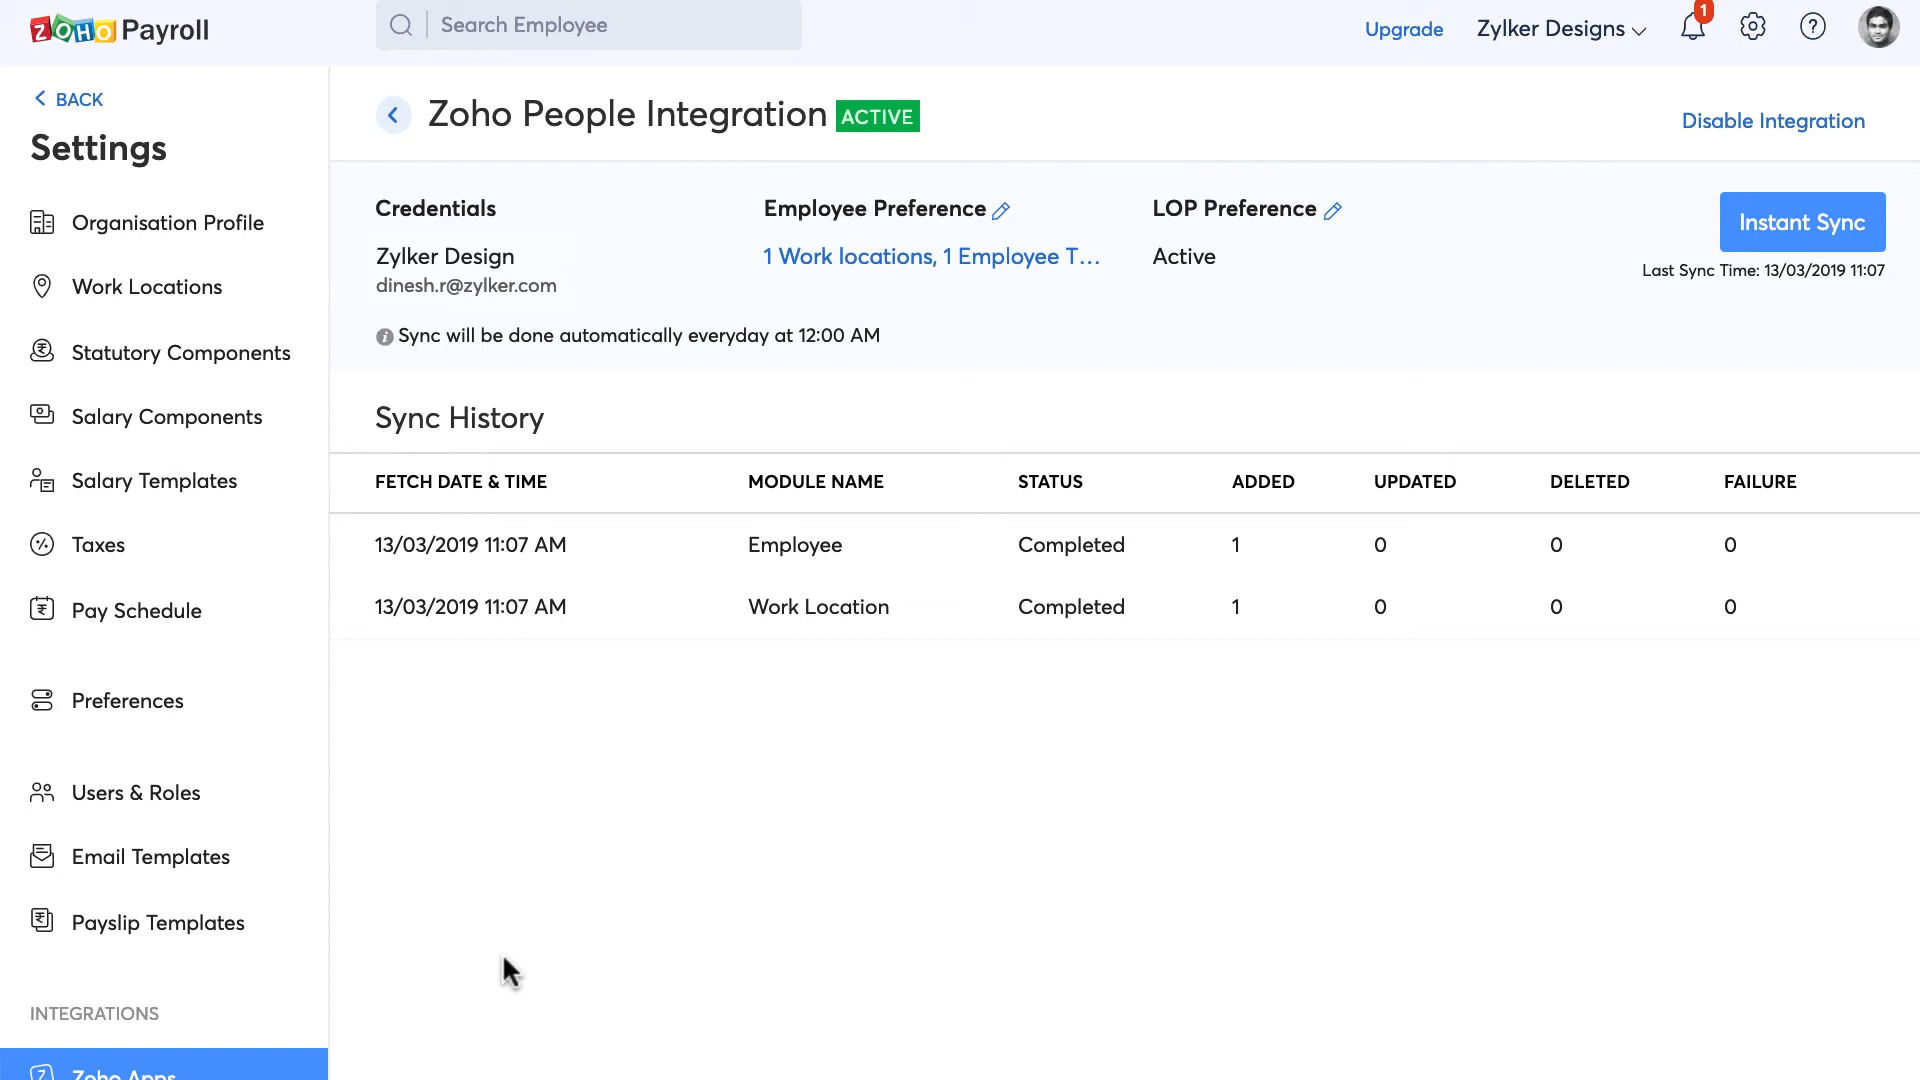 ZOHO Payroll
Search Employee
Upgrade
Zylker Designs
1
BACK
Settings
Organisation Profile
Work Locations
Statutory Components
Salary Components
Salary Templates
Taxes
Pay Schedule
Preferences
Users & Roles
Email Templates
Payslip Templates
INTEGRATIONS
Zoho Apps
Zoho People Integration ACTIVE
Disable Integration
Credentials
Zylker Design
dinesh.r@zylker.com
Employee Preference
1 Work locations, 1 Employee T...
LOP Preference
Active
Instant Sync
Last Sync Time: 13/03/2019 11:07
Sync will be done automatically everyday at 12:00 AM
Sync History
FETCH DATE & TIME MODULE NAME STATUS ADDED UPDATED DELETED FAILURE
13/03/2019 11:07 AM Employee Completed 1 0 0 0
13/03/2019 11:07 AM Work Location Completed 1 0 0 0